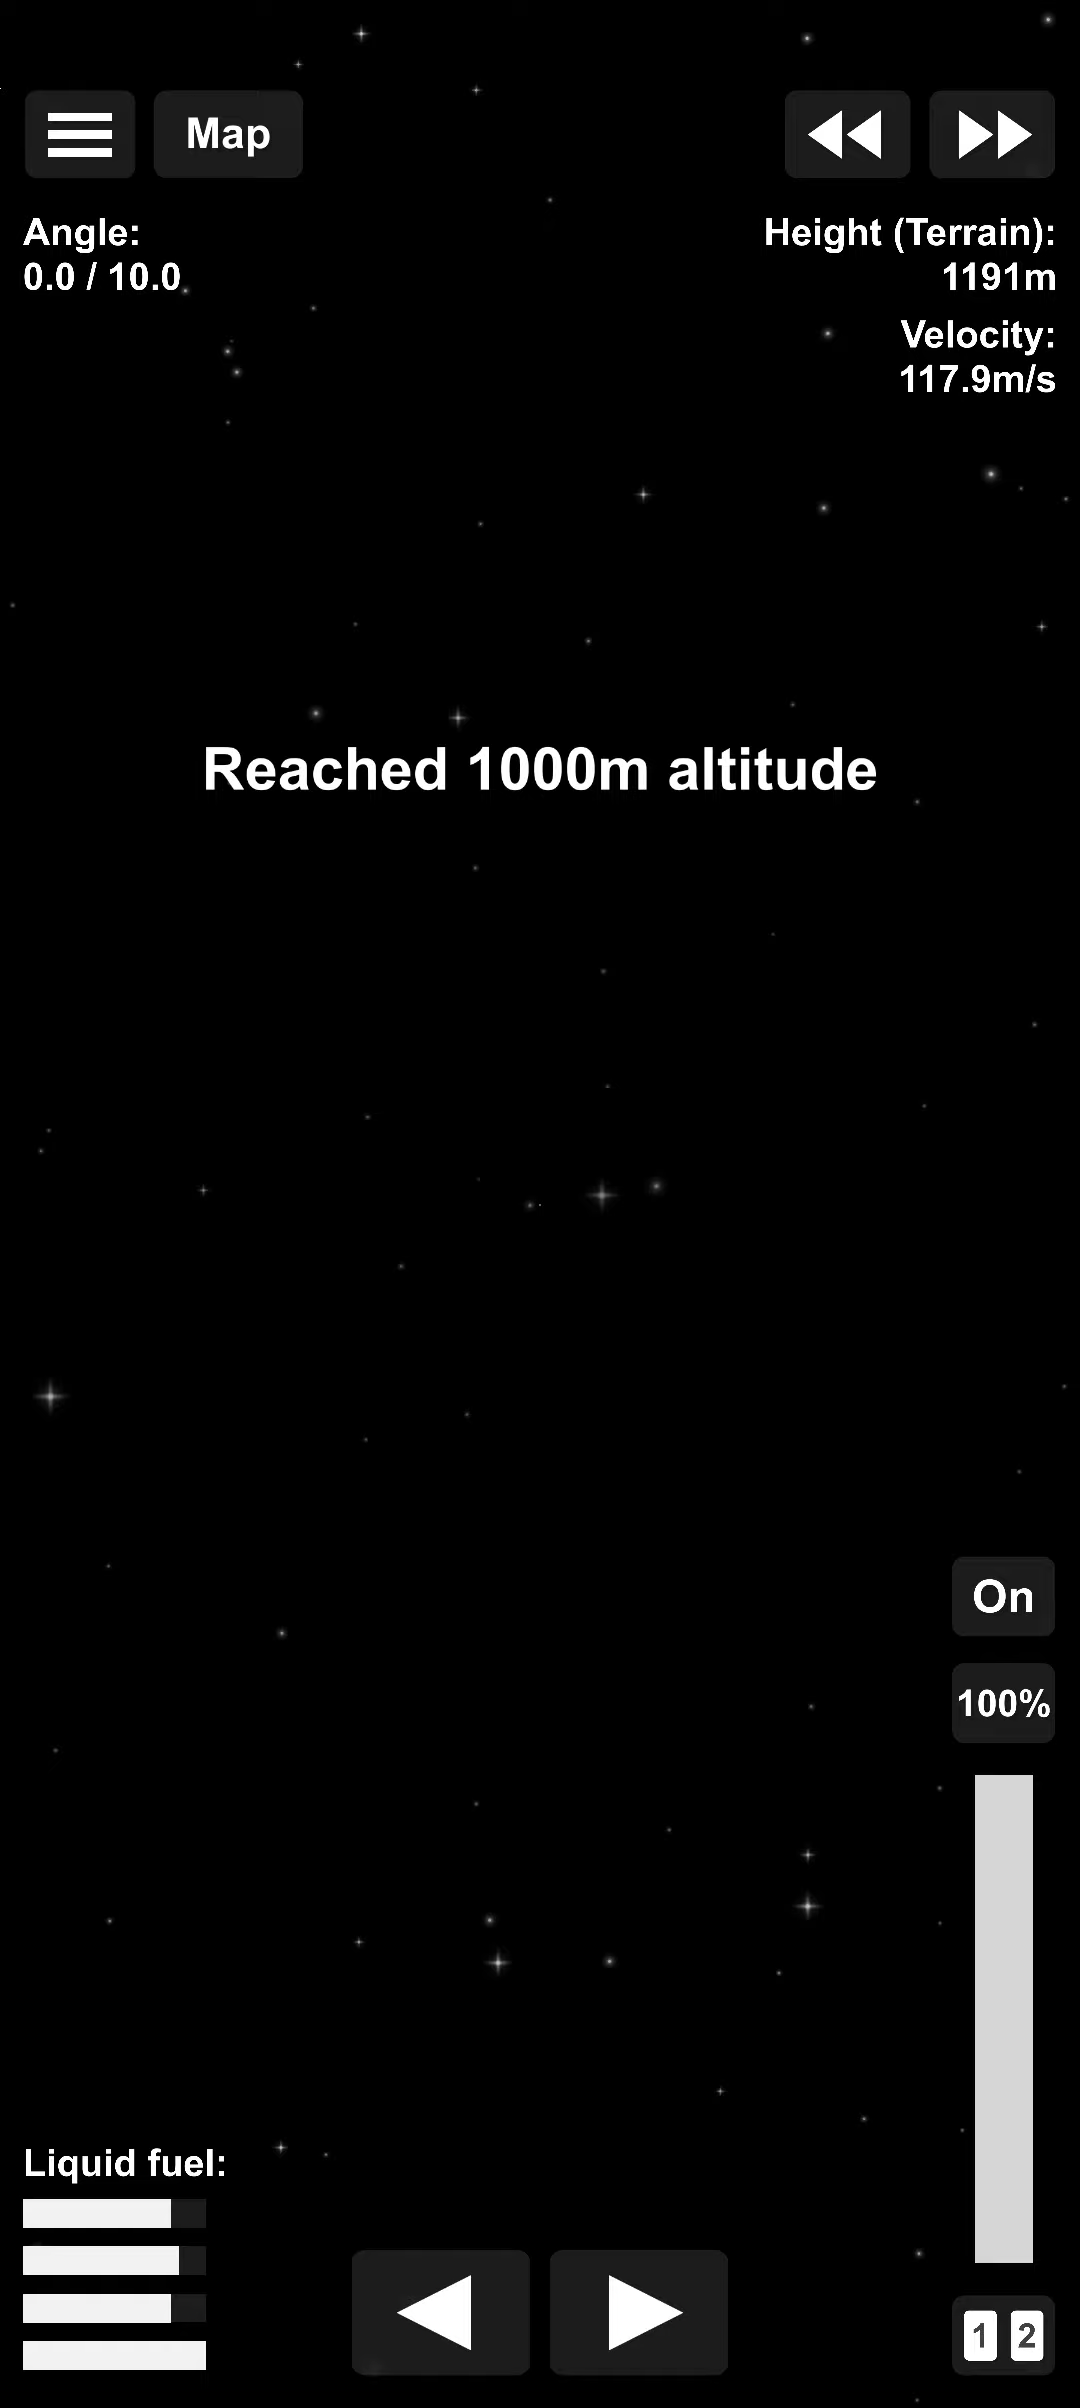 Map
Angle:
0.0 / 10.0
Height (Terrain):
1191m
Velocity:
117.9m/s
Reached 1000m altitude
On
100%
Liquid fuel:
1 2